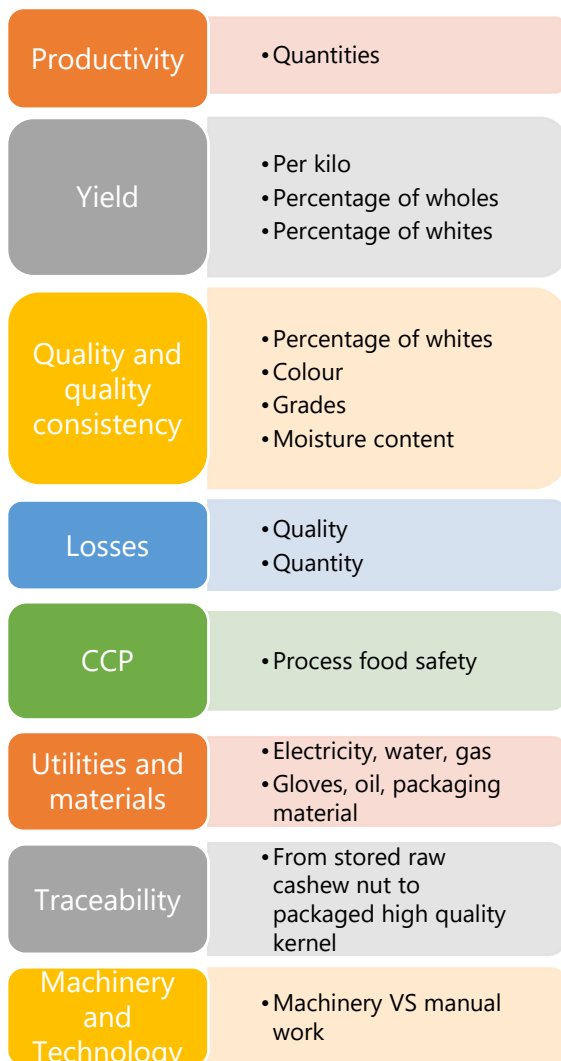 Productivity
• Quantities
Yield
• Per kilo
• Percentage of wholes
• Percentage of whites
Quality and
quality
consistency
• Percentage of whites
• Colour
• Grades
• Moisture content
Losses
• Quality
• Quantity
CCP
• Process food safety
Utilities and
materials
• Electricity, water, gas
• Gloves, oil, packaging
material
Traceability
• From stored raw
cashew nut to
packaged high quality
kernel
Machinery
and
Technology
• Machinery VS manual
work